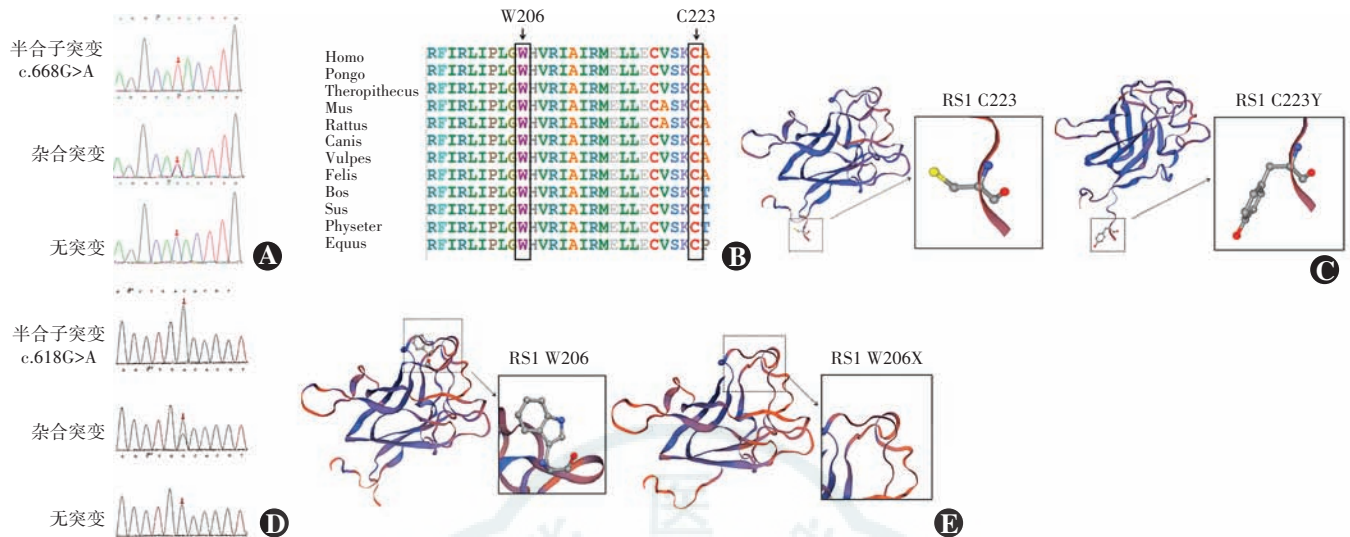 半合子突变
c.668G>A
杂合突变
无突变
A
W206
C223
Homo RFIRLIPLGWHVRIAIRMELLECVSKCA
Pongo RFIRLIPLGWHVRIAIRMELLECVSKCA
Theropithecus RFIRLIPLGWHVRIAIRMELLECVSKCA
Mus RFIRLIPLGWHVRIAIRMELLECASKCA
Rattus RFIRLIPLGWHVRIAIRMELLECASKCA
Canis RFIRLIPLGWHVRIAIRMELLECVSKCA
Vulpes RFIRLIPLGWHVRIAIRMELLECVSKCA
Felis RFIRLIPLGWHVRIAIRMELLECVSKCA
Bos RFIRLIPLGWHVRIAIRMELLECVSKCT
Sus RFIRLIPLGWHVRIAIRMELLECVSKCT
Physeter RFIRLIPLGWHVRIAIRMELLECVSKCT
Equus RFIRLIPLGWHVRIAIRMELLECVSKCP
B
RS1 C223
RS1 C223Y
C
半合子突变
c.618G>A
杂合突变
无突变
D
RS1 W206
RS1 W206X
E
医